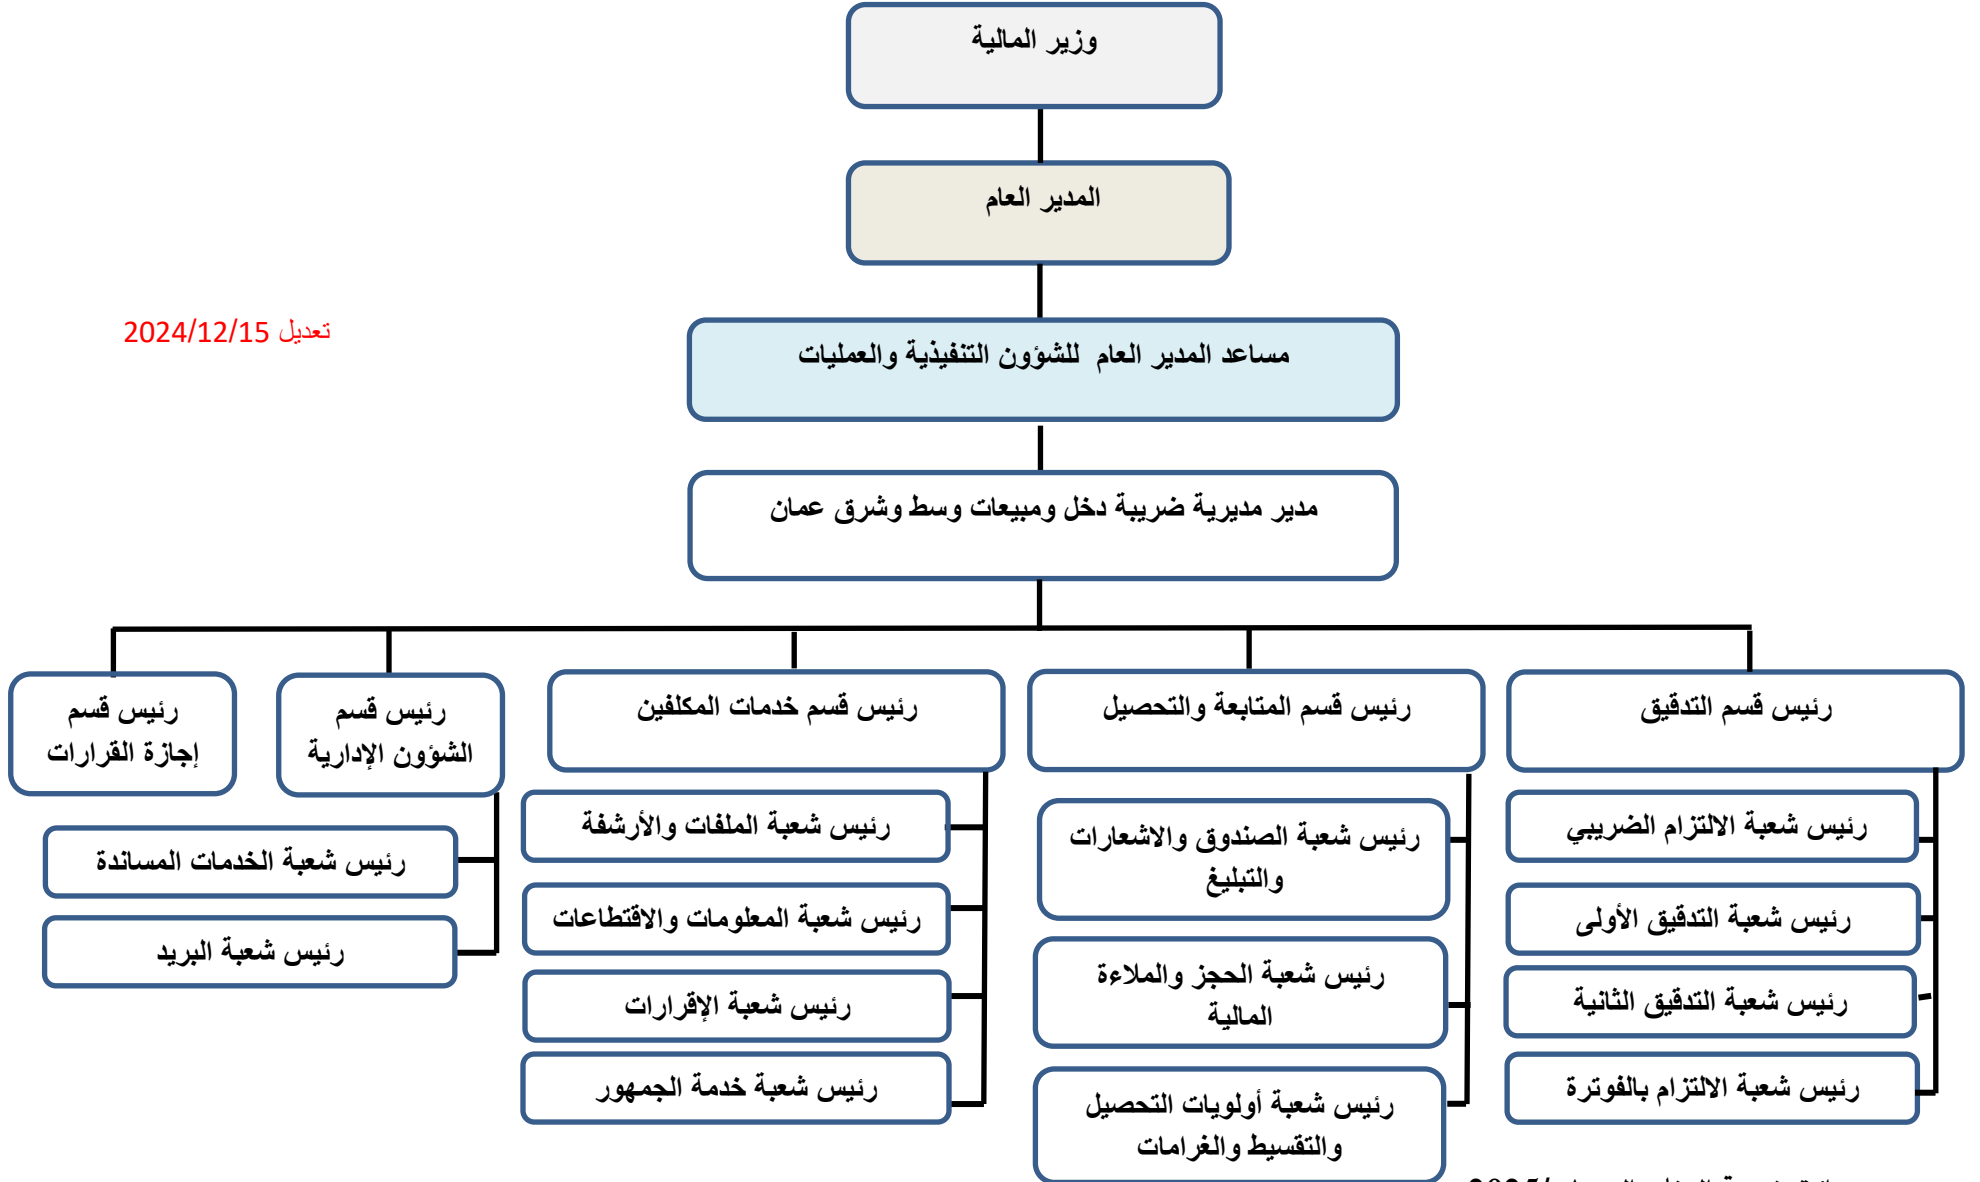 وزير المالية
المدير العام
تعديل 2024/12/15
مساعد المدير العام للشؤون التنفيذية والعمليات
مدير مديرية ضريبة دخل ومبيعات وسط وشرق عمان
رئيس قسم التدقيق
رئيس شعبة الالتزام الضريبي
رئيس شعبة التدقيق الأولى
رئيس شعبة التدقيق الثانية
رئيس شعبة الالتزام بالفوترة
رئيس قسم المتابعة والتحصيل
رئيس شعبة الصندوق والاشعارات
والتبليغ
رئيس شعبة الحجز والملاءة
المالية
رئيس شعبة أولويات التحصيل
والتقسيط والغرامات
رئيس قسم خدمات المكلفين
رئيس شعبة الملفات والأرشفة
رئيس شعبة المعلومات والاقتطاعات
رئيس شعبة الإقرارات
رئيس شعبة خدمة الجمهور
رئيس قسم
الشؤون الإدارية
رئيس شعبة الخدمات المساندة
رئيس شعبة البريد
رئيس قسم
إجازة القرارات